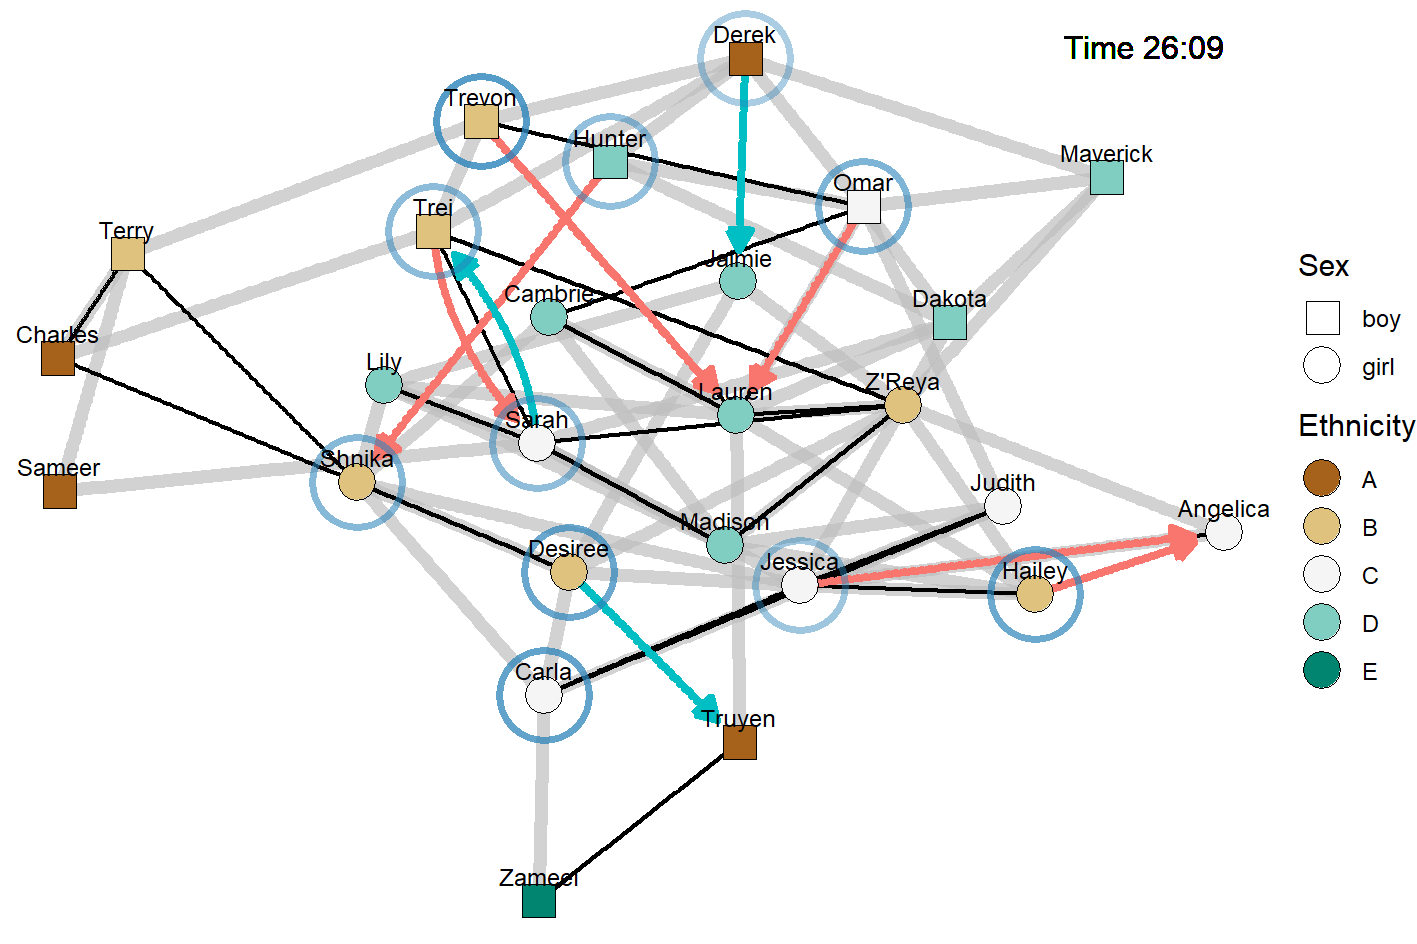 Derek
Time 26:09
Trevon
Hunter
Maverick
Omar
Trei
Terry
Jaimie
Cambrie
Dakota
Charles
Lily
Z'Reya
Lauren
Sarah
Shnika
Sameer
Judith
Angelica
Madison
Desiree
Jessica
Hailey
Carla
Truyen
Zameel
Sex
boy
girl
Ethnicity
A
B
C
D
E